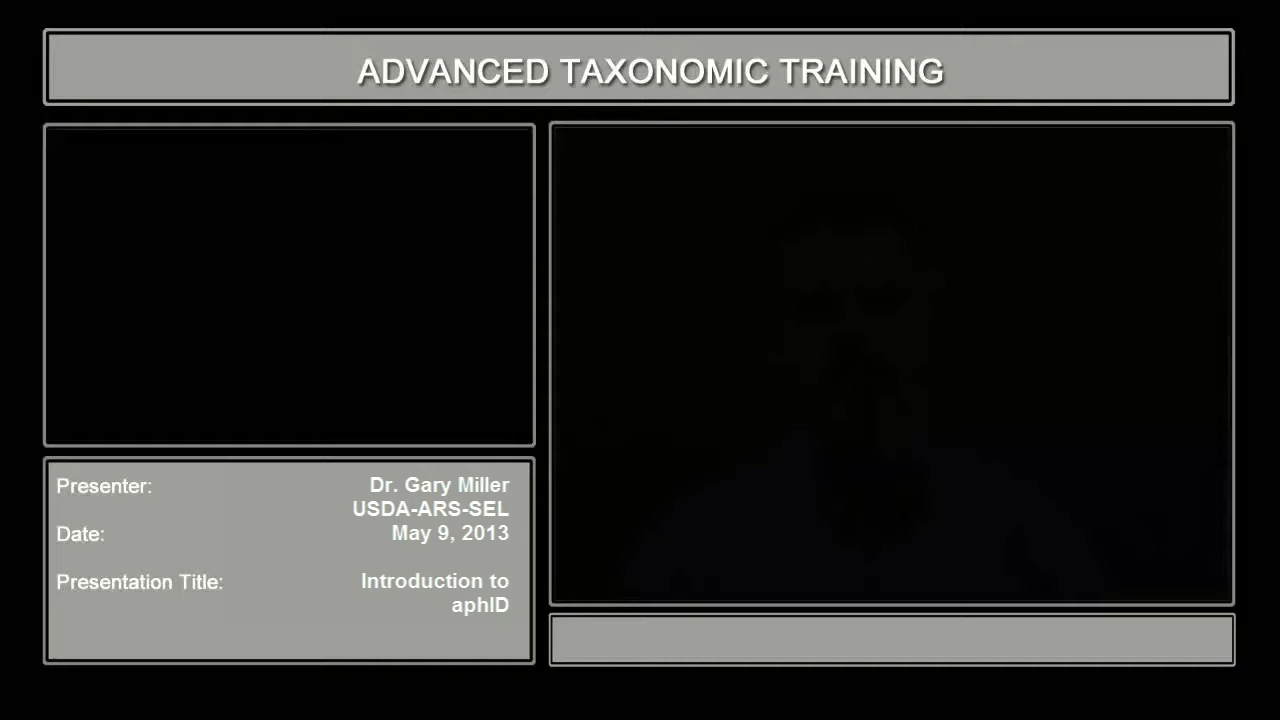 ADVANCED TAXONOMIC TRAINING
Presenter: Dr. Gary Miller
USDA-ARS-SEL
Date: May 9, 2013
Presentation Title: Introduction to
aphID